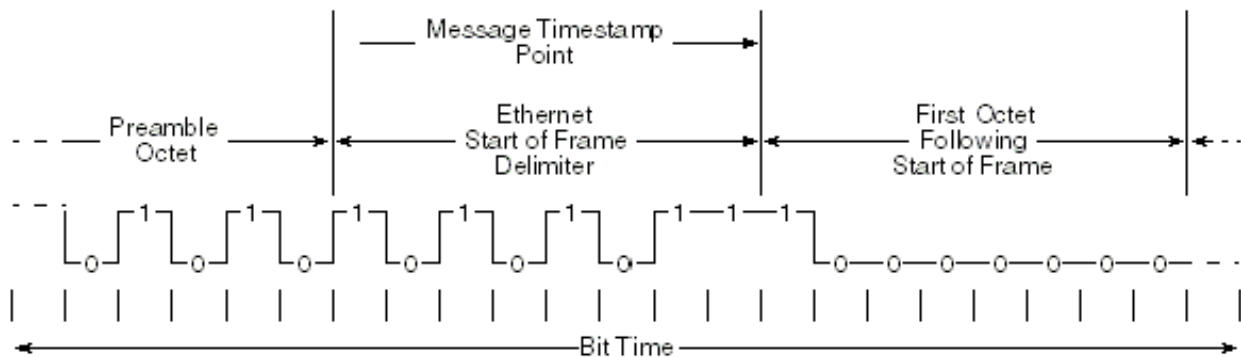 Message Timestamp
Point
Preamble
Octet
Ethernet
Start of Frame
Delimiter
First Octet
Following
Start of Frame
0 1 0 1 0 1 0 1 0 1 0 1 1 1 0 0 0 0 0 0 0
Bit Time